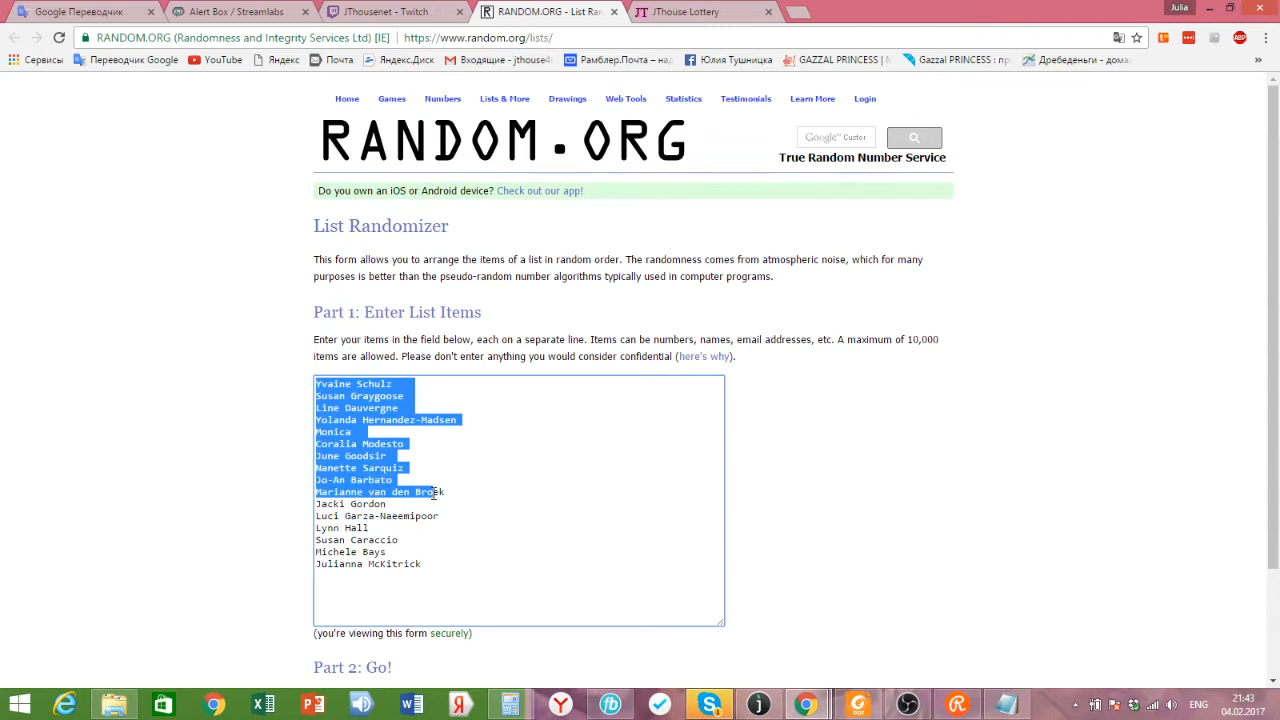 Google Переводчик
Alert Box / Streamlabs
JThousenet - Twitch
RANDOM.ORG - List Ran
JThouse Lottery
Julia
RANDOM.ORG (Randomness and Integrity Services Ltd) [IE] | https://www.random.org/lists/
Сервисы
Переводчик Google
YouTube
Яндекс
Почта
Яндекс.Диск
Входящие - jthouse4
Рамблер.Почта – над
Юлия Тушницка
GAZZAL PRINCESS | М
Gazzal PRINCESS : пр
Дребеденьги - дома
Home Games Numbers Lists & More Drawings Web Tools Statistics Testimonials Learn More Login
RANDOM.ORG
Google™ Custor
True Random Number Service
Do you own an iOS or Android device? Check out our app!
List Randomizer
This form allows you to arrange the items of a list in random order. The randomness comes from atmospheric noise, which for many
purposes is better than the pseudo-random number algorithms typically used in computer programs.
Part 1: Enter List Items
Enter your items in the field below, each on a separate line. Items can be numbers, names, email addresses, etc. A maximum of 10,000
items are allowed. Please don't enter anything you would consider confidential (here's why).
Yvaine Schulz
Susan Graygoose
Line Dauvergne
Yolanda Hernandez-Madsen
Monica
Coralia Modesto
June Goodsir
Nanette Sarquiz
Jo-An Barbato
Marianne van den Broek
Jacki Gordon
Luci Garza-Naeemipoor
Lynn Hall
Susan Caraccio
Michele Bays
Julianna McKitrick
(you're viewing this form securely)
Part 2: Go!
ENG
21:43
04.02.2017